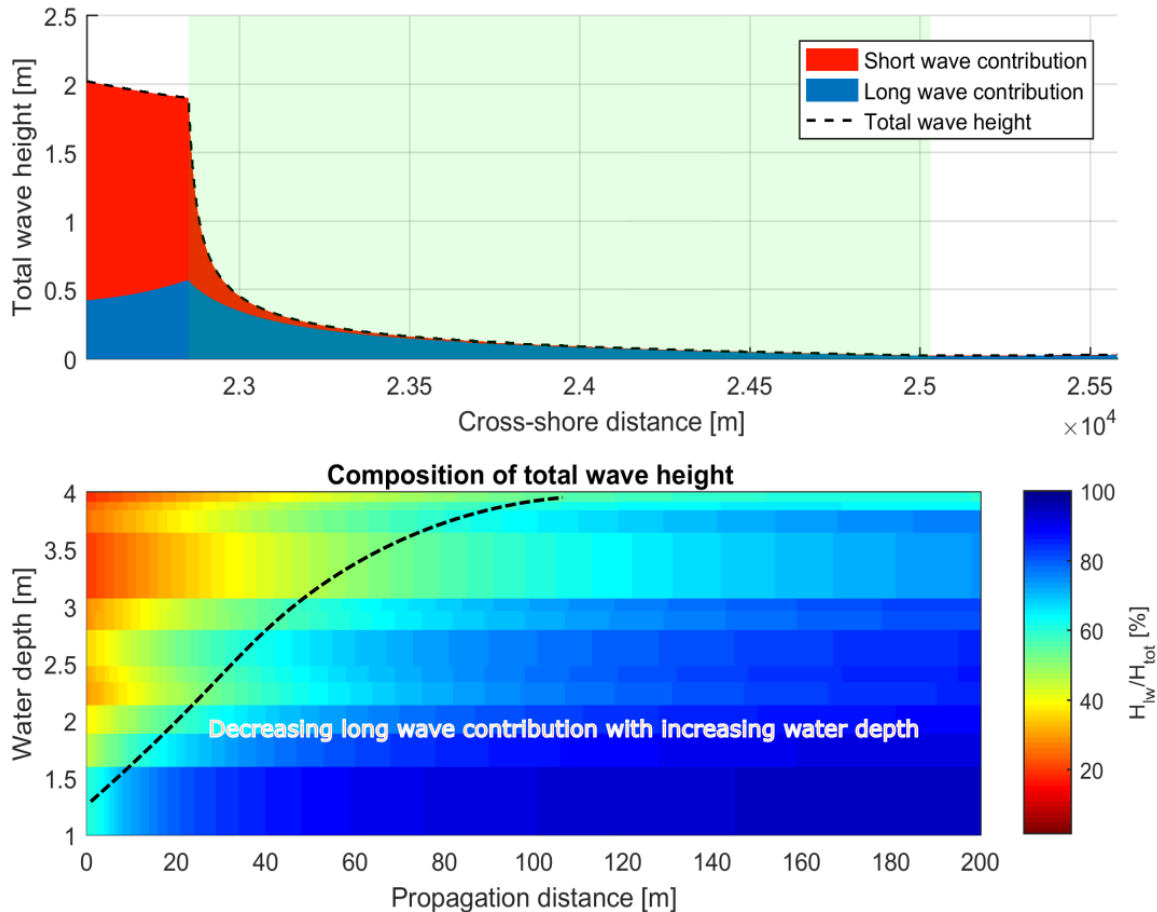 2.5
2
1.5
1
0.5
0
Total wave height [m]
Short wave contribution
Long wave contribution
Total wave height
2.3 2.35 2.4 2.45 2.5 2.55
×10^4
Cross-shore distance [m]
Composition of total wave height
4
3.5
3
2.5
2
1.5
1
Water depth [m]
Decreasing long wave contribution with increasing water depth
0 20 40 60 80 100 120 140 160 180 200
Propagation distance [m]
100
80
60
40
20
H_lw/H_tot [%]